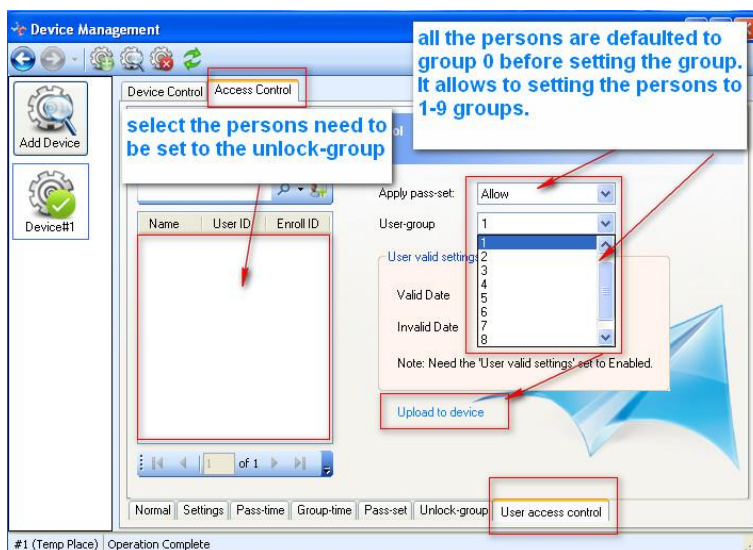 Device Management
all the persons are defaulted to
group 0 before setting the group.
It allows to setting the persons to
1-9 groups.
Add Device
Device#1
Device Control
Access Control
select the persons need to
be set to the unlock-group
ol
Name
User ID
Enroll ID
Apply pass-set:
Allow
User-group
1
1
2
3
4
5
6
7
8
User valid settings
Valid Date
Invalid Date
Note: Need the 'User valid settings' set to Enabled.
Upload to device
1
of 1
Normal
Settings
Pass-time
Group-time
Pass-set
Unlock-group
User access control
#1 (Temp Place)
Operation Complete